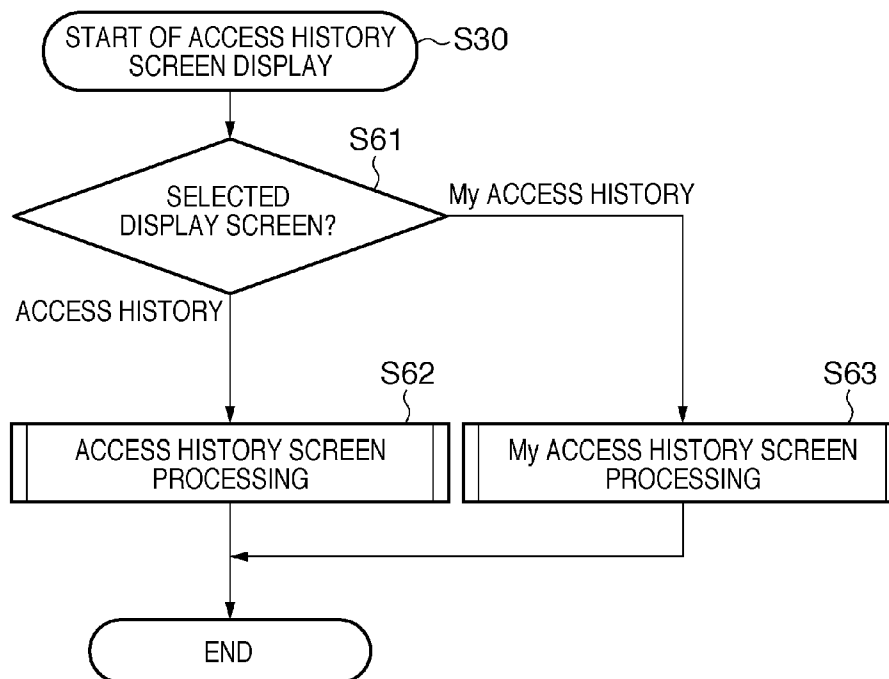 START OF ACCESS HISTORY
SCREEN DISPLAY
S30
S61
SELECTED
DISPLAY SCREEN?
My ACCESS HISTORY
ACCESS HISTORY
S62
S63
ACCESS HISTORY SCREEN
PROCESSING
My ACCESS HISTORY SCREEN
PROCESSING
END